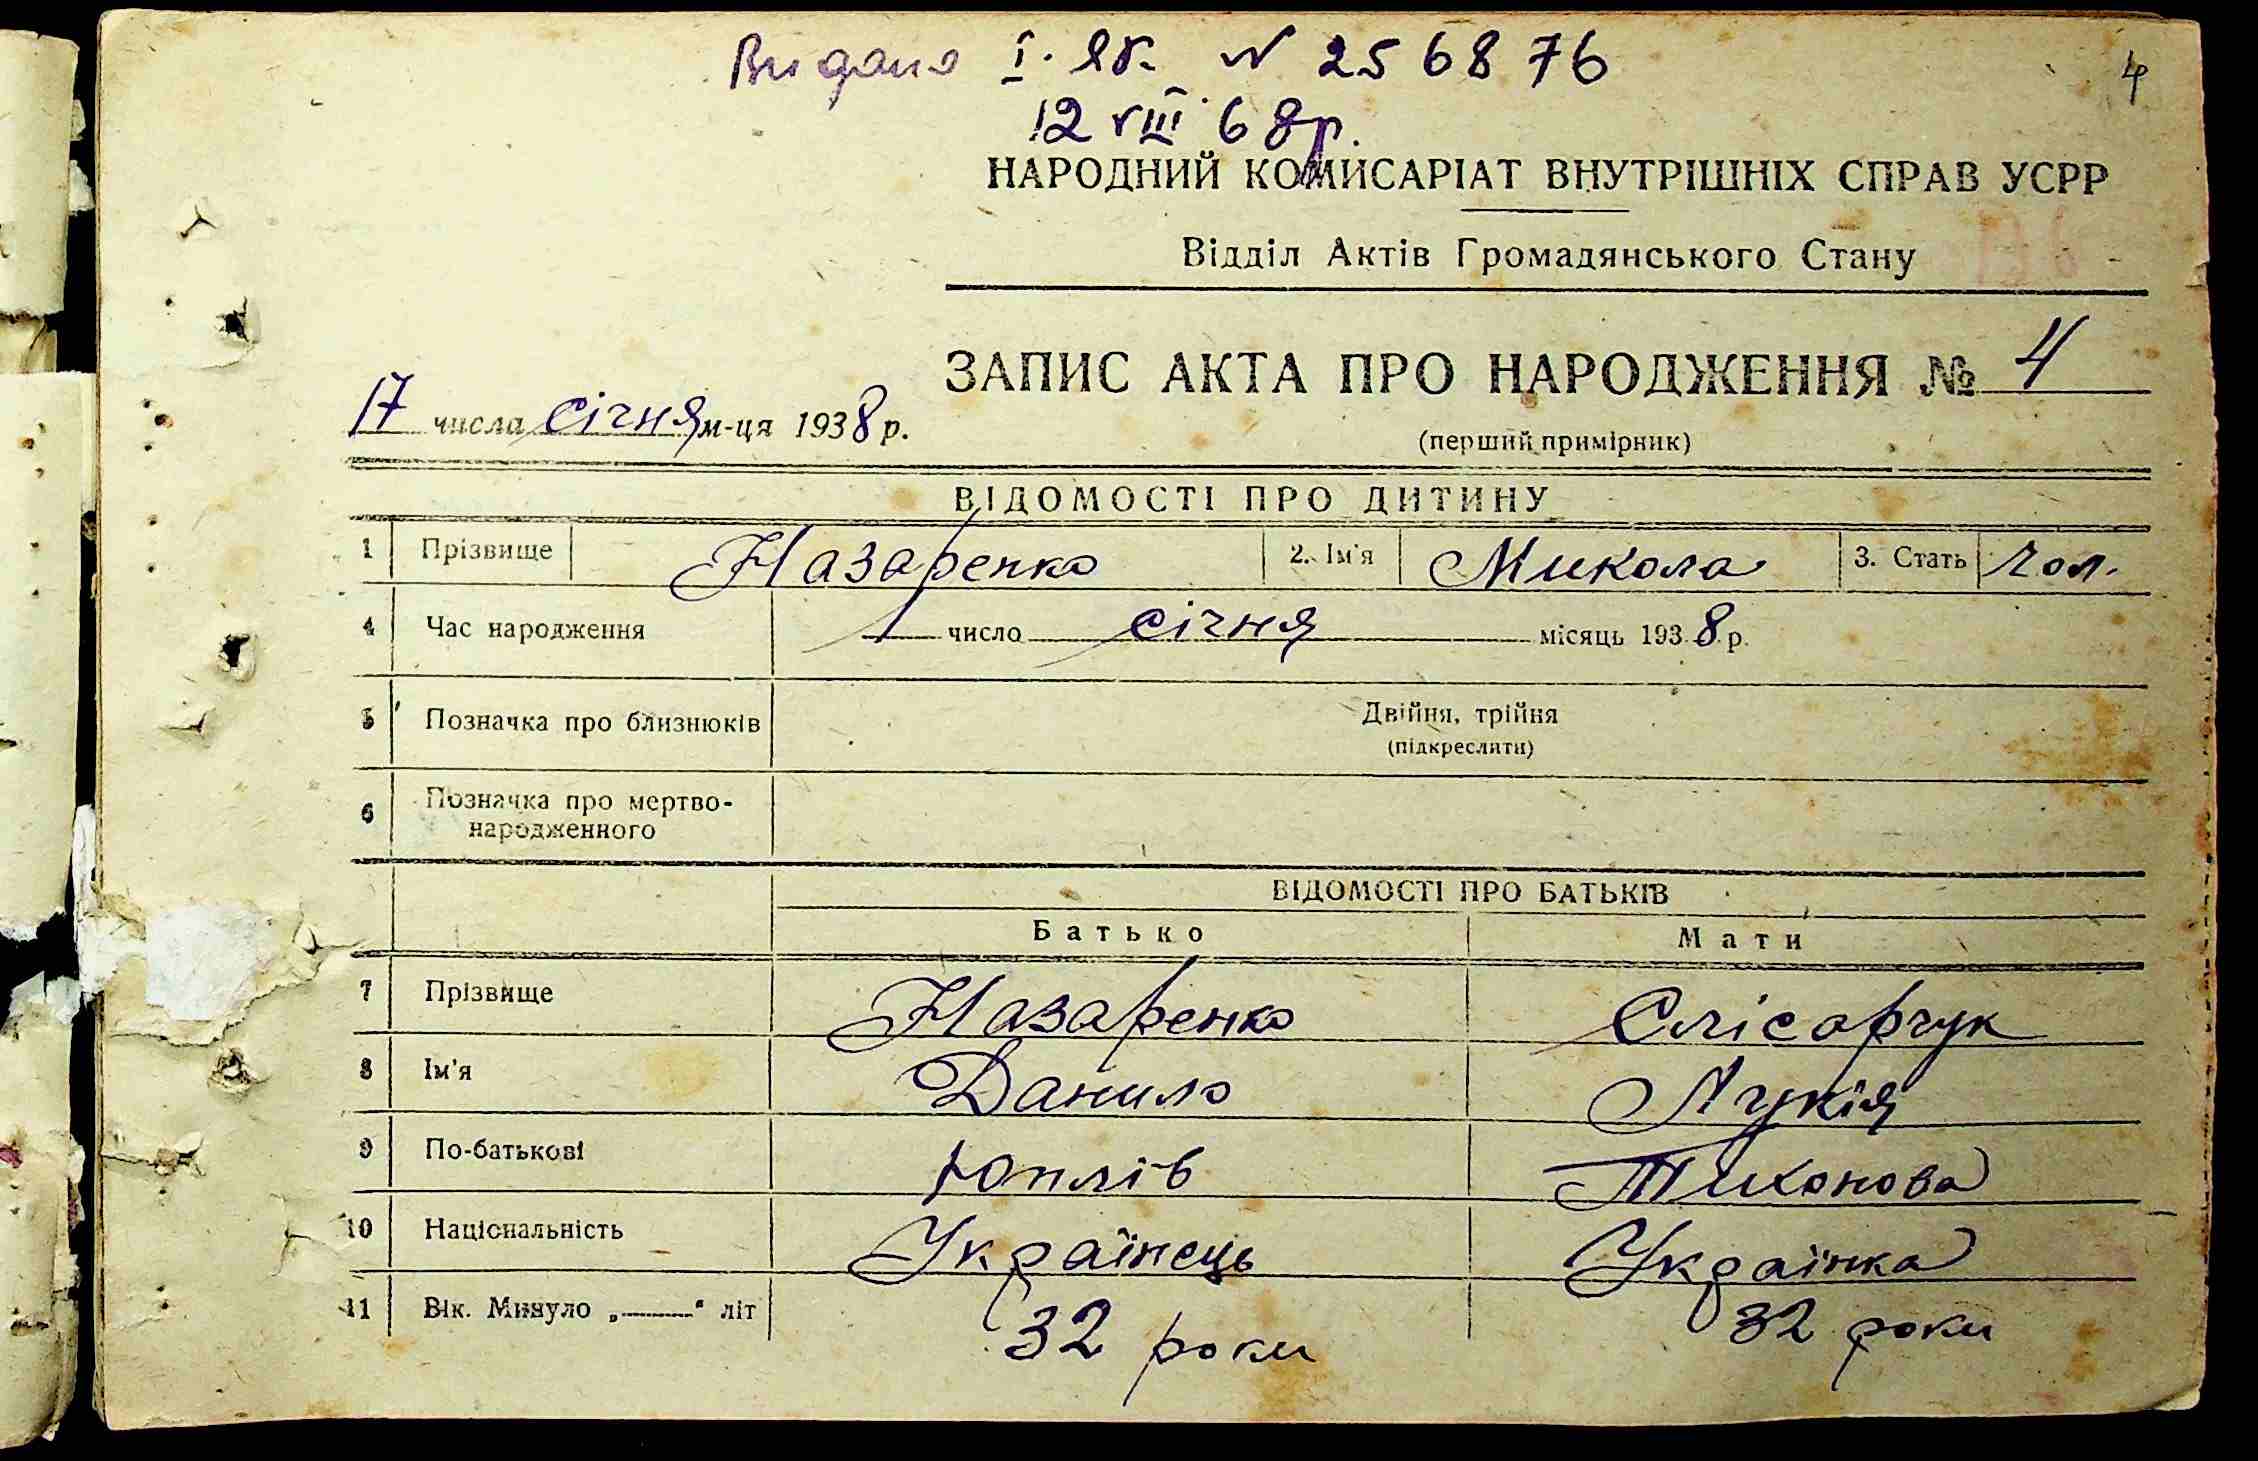 Видано I. ЯК. N 256876
12 VIII 68р.
4
НАРОДНИЙ КОМИСАРІАТ ВНУТРІШНІХ СПРАВ УСРР
Відділ Актів Громадянського Стану
ЗАПИС АКТА ПРО НАРОДЖЕННЯ № 4
17 числа січня м-ця 1938 р.
(перший примірник)
ВІДОМОСТІ ПРО ДИТИНУ
1 Прізвище Назаренко 2. Ім'я Микола 3. Стать Чол.
4 Час народження 1 число січня місяць 1938 р.
5 Позначка про близнюків Двійня, трійня
(підкреслити)
6 Позначка про мертво-
народженного
ВІДОМОСТІ ПРО БАТЬКІВ
Батько Мати
7 Прізвище Назаренко Слісарчук
8 Ім'я Данило Лукія
9 По-батькові Тихонова
10 Національність Українець Українка
11 Вік. Минуло „ “ літ 32 роки 32 роки